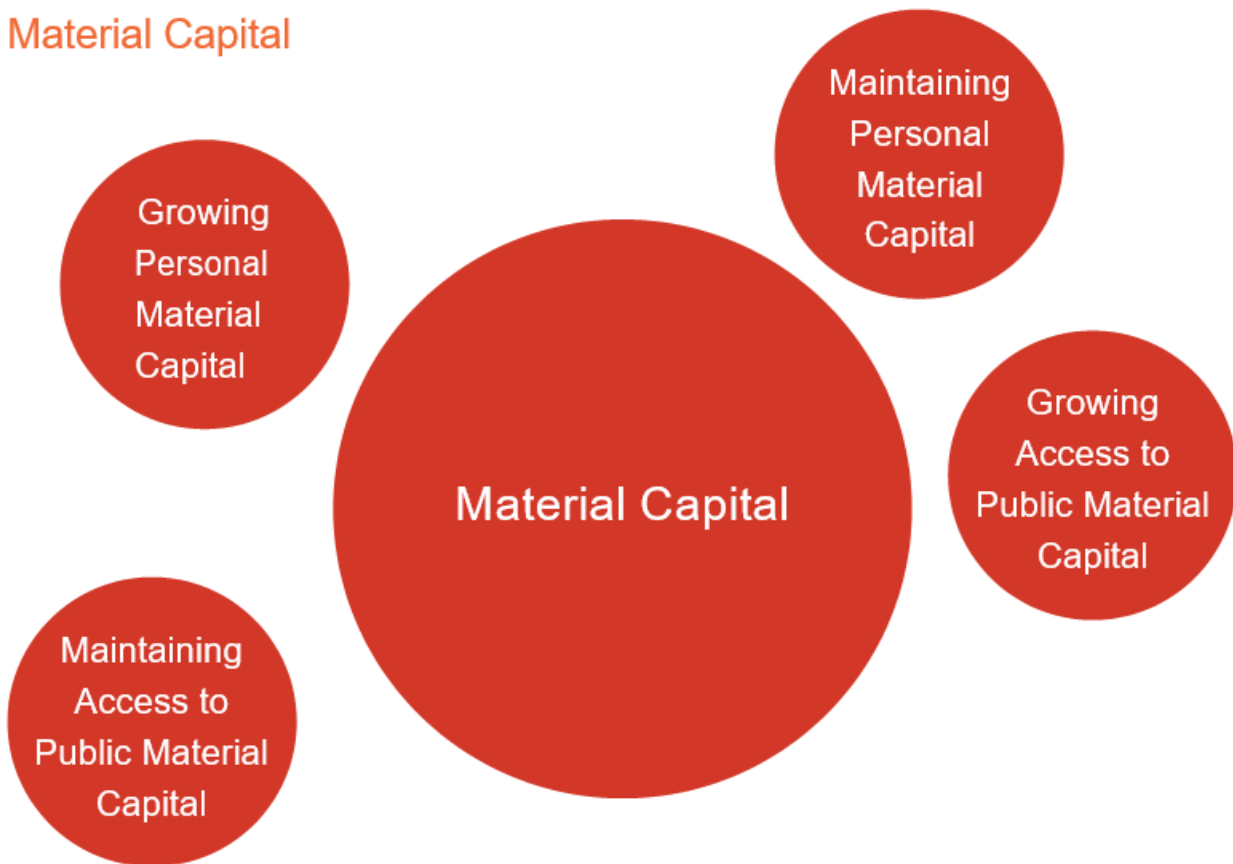 Material Capital
Maintaining
Personal
Material
Capital
Growing
Personal
Material
Capital
Material Capital
Growing
Access to
Public Material
Capital
Maintaining
Access to
Public Material
Capital